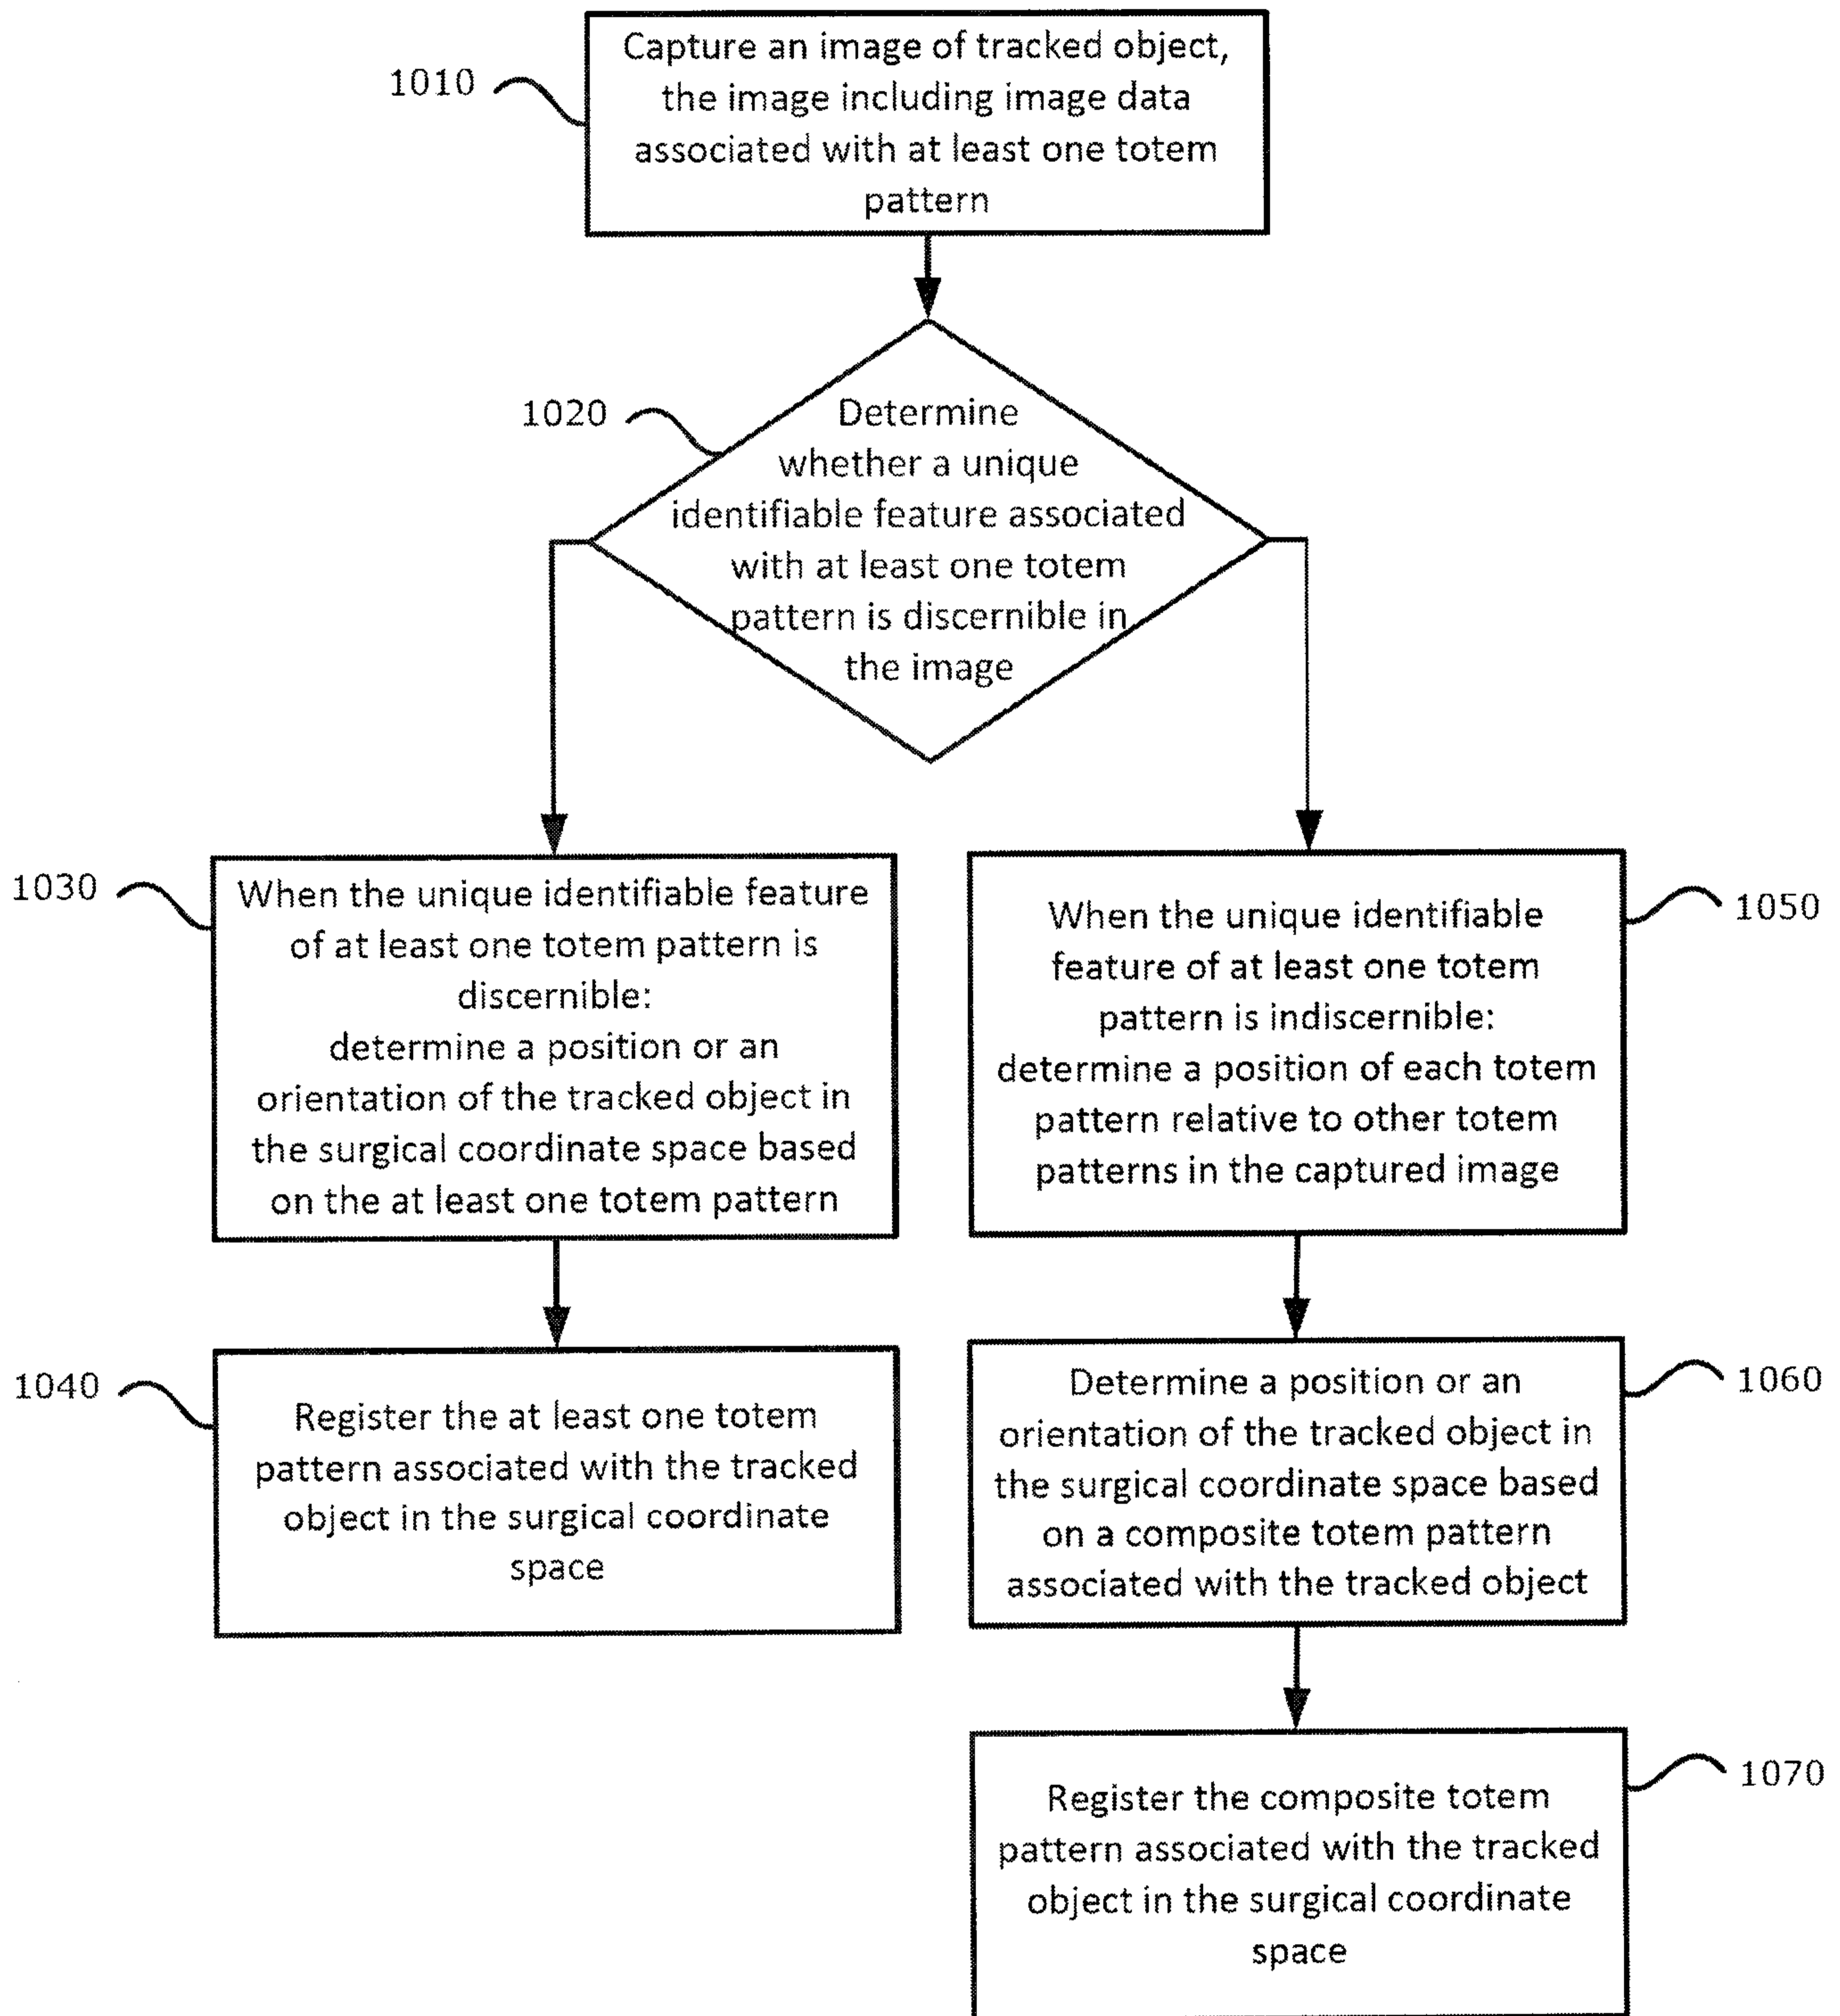 1010
Capture an image of tracked object,
the image including image data
associated with at least one totem
pattern
1020
Determine
whether a unique
identifiable feature associated
with at least one totem
pattern is discernible in
the image
1030
When the unique identifiable feature
of at least one totem pattern is
discernible:
determine a position or an
orientation of the tracked object in
the surgical coordinate space based
on the at least one totem pattern
1040
Register the at least one totem
pattern associated with the tracked
object in the surgical coordinate
space
1050
When the unique identifiable
feature of at least one totem
pattern is indiscernible:
determine a position of each totem
pattern relative to other totem
patterns in the captured image
1060
Determine a position or an
orientation of the tracked object in
the surgical coordinate space based
on a composite totem pattern
associated with the tracked object
1070
Register the composite totem
pattern associated with the tracked
object in the surgical coordinate
space